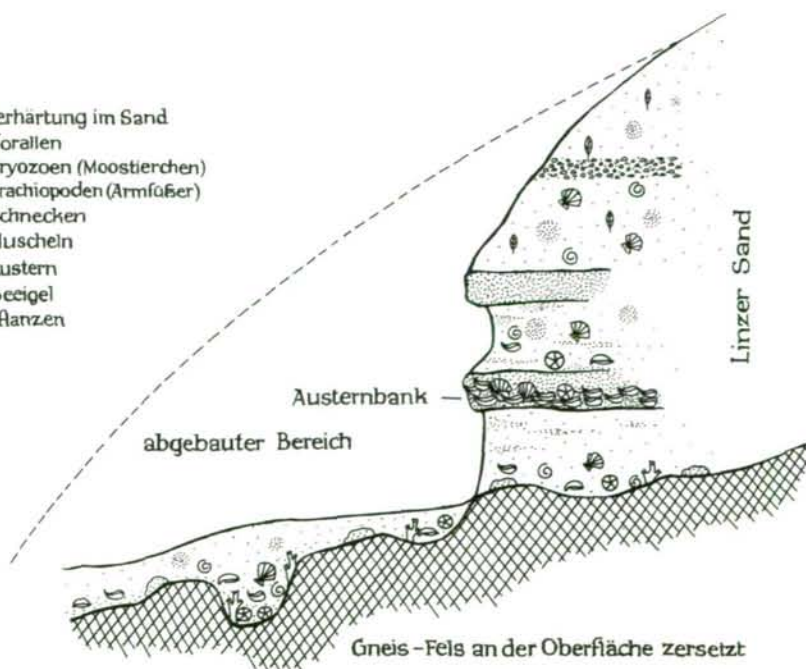 erhärtung im Sand
orallen
ryozoen (Moostierchen)
rachiopoden (Armfüßer)
chnecken
uscheln
ustern
eeigel
flanzen
Linzer Sand
Austernbank
abgebauter Bereich
Gneis-Fels an der Oberfläche zersetzt